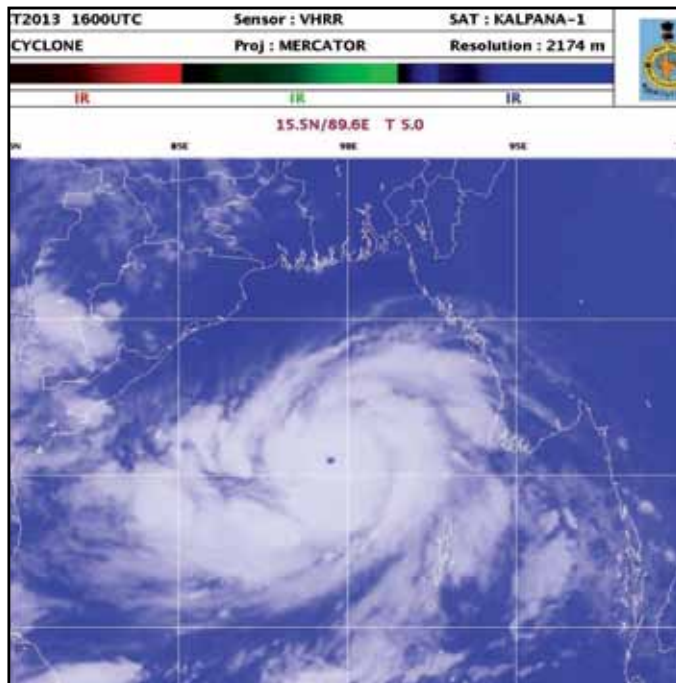 T2013 1600UTC Sensor : VHRR SAT : KALPANA-1
CYCLONE Proj : MERCATOR Resolution : 2174 m
IR IR IR
15.5N/89.6E T 5.0
85E 90E 95E